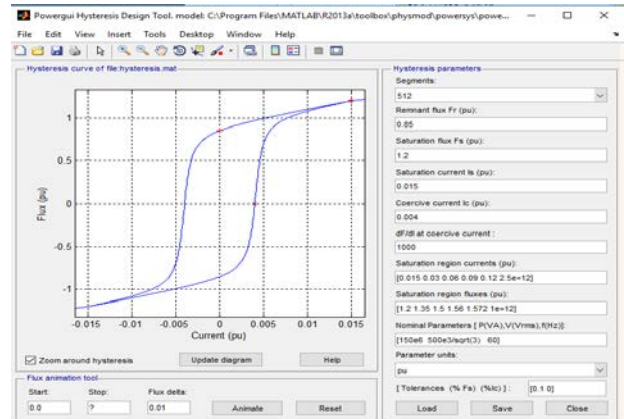 Powergui Hysteresis Design Tool. model: C:\Program Files\MATLAB\R2013a\toolbox\physmod\powersys\powe...
File Edit View Insert Tools Desktop Window Help
Hysteresis curve of file:hysteresis.mat
1
0.5
0
-0.5
-1
Flux (pu)
-0.015 -0.01 -0.005 0 0.005 0.01 0.015
Current (pu)
Zoom around hysteresis
Update diagram
Help
Flux animation tool
Start:
Stop:
Flux delta:
0.0
?
0.01
Animate
Reset
Hysteresis parameters
Segments:
512
Remnant flux Fr (pu):
0.85
Saturation flux Fs (pu):
1.2
Saturation current Is (pu):
0.015
Coercive current Ic (pu):
0.004
dF/dI at coercive current :
1000
Saturation region currents (pu):
[0.015 0.03 0.06 0.09 0.12 2.5e=12]
Saturation region fluxes (pu):
[1.2 1.35 1.5 1.56 1.572 1e=12]
Nominal Parameters [ P(VA),V(Vrms),f(Hz)]:
[150e6 500e3/sqrt(3) 60]
Parameter units:
pu
[ Tolerances (% Fs) (%Ic) ] :
[0.1 0]
Load
Save
Close